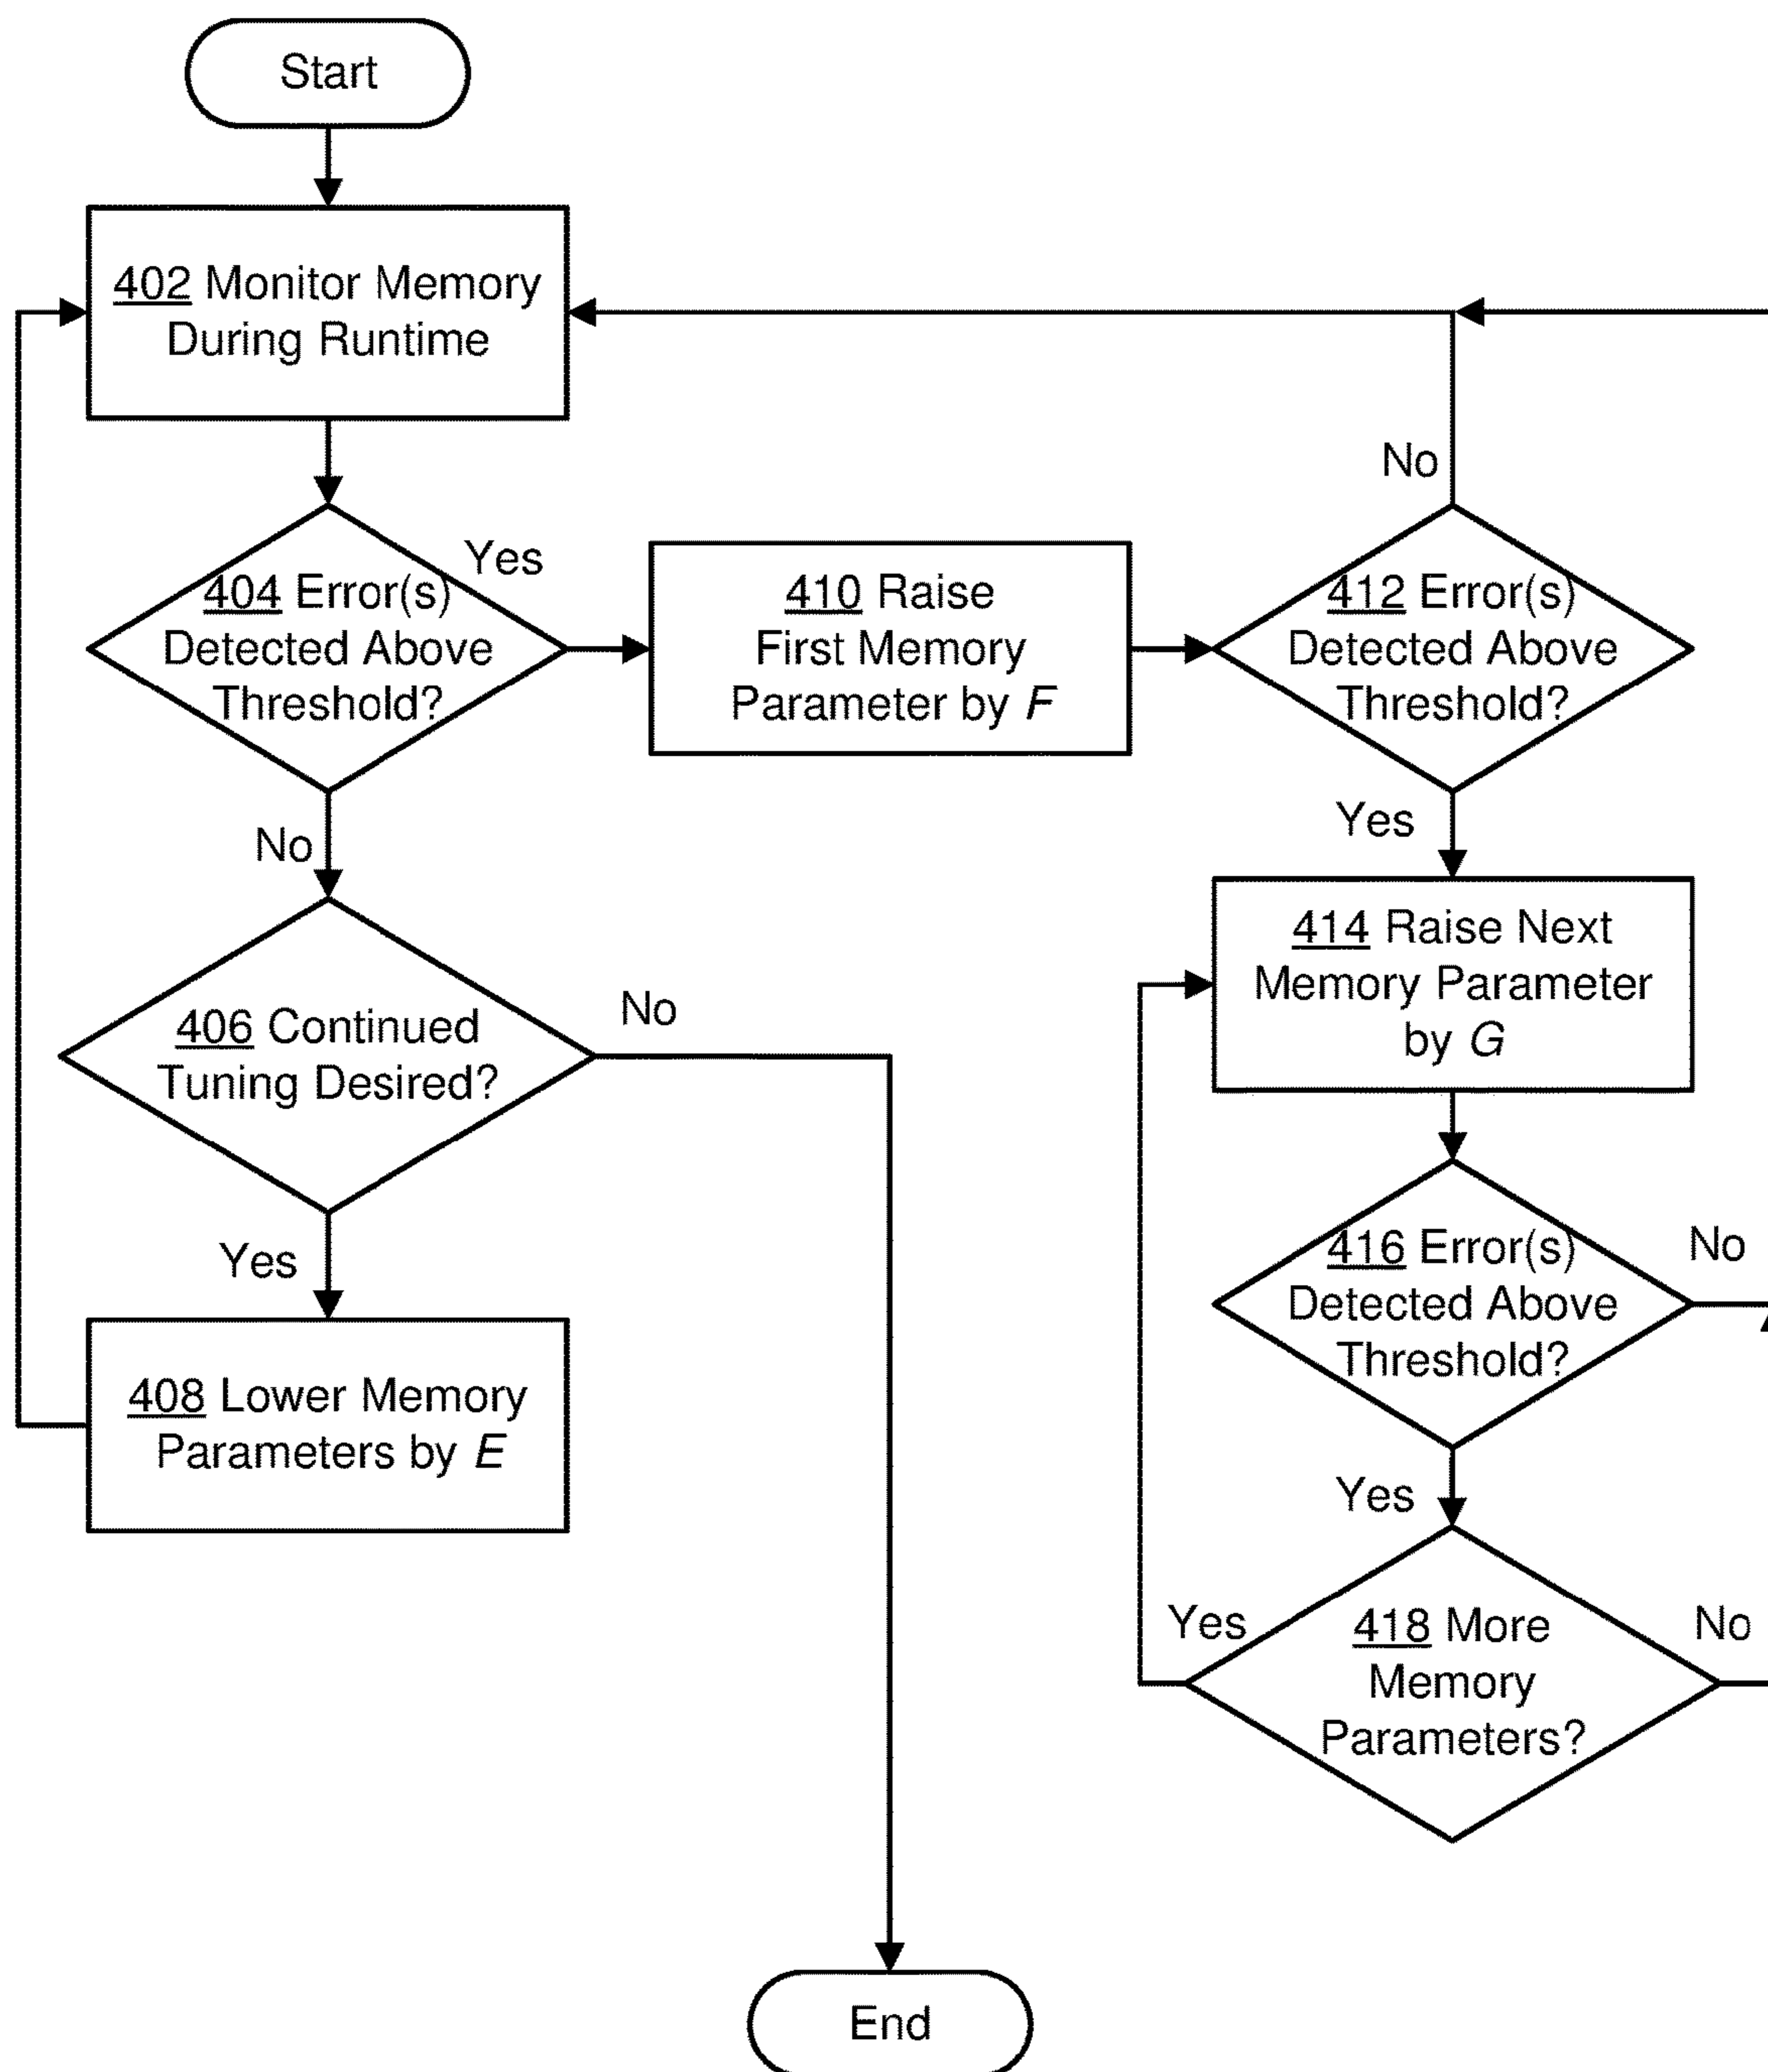 Start
402 Monitor Memory
During Runtime
No
Yes
404 Error(s)
Detected Above
Threshold?
410 Raise
First Memory
Parameter by F
412 Error(s)
Detected Above
Threshold?
No
Yes
414 Raise Next
Memory Parameter
by G
No
406 Continued
Tuning Desired?
Yes
416 Error(s)
Detected Above
Threshold?
No
408 Lower Memory
Parameters by E
Yes
Yes
418 More
Memory
Parameters?
No
End